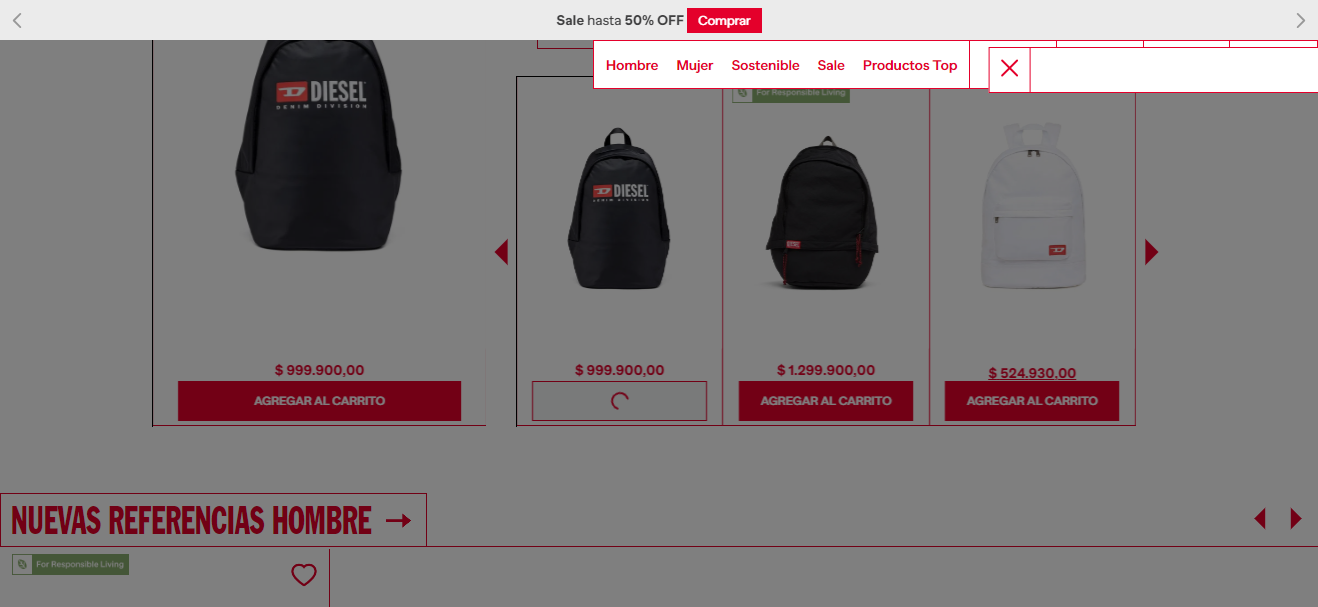 Sale hasta 50% OFF Comprar
Hombre Mujer Sostenible Sale Productos Top
DIESEL
DENIM DIVISION
For Responsible Living
DIESEL
DENIM DIVISION
DIESEL
$ 999.900,00
AGREGAR AL CARRITO
$ 999.900,00
$ 1.299.900,00
AGREGAR AL CARRITO
$ 524.930,00
AGREGAR AL CARRITO
NUEVAS REFERENCIAS HOMBRE →
For Responsible Living